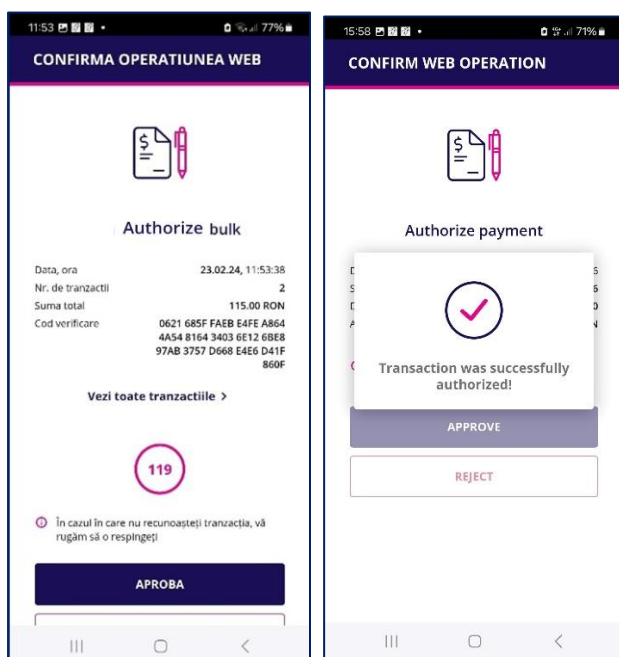 11:53
77%
CONFIRMA OPERATIUNEA WEB
$
Authorize bulk
Data, ora 23.02.24, 11:53:38
Nr. de tranzactii 2
Suma total 115.00 RON
Cod verificare 0621 685F FAEB E4FE A864
4A54 8164 3403 6E12 6BE8
97AB 3757 D668 E4E6 D41F
860F
Vezi toate tranzactiile >
119
În cazul în care nu recunoașteți tranzacția, vă
rugăm să o respingeți
APROBA
15:58
71%
CONFIRM WEB OPERATION
$
Authorize payment
Transaction was successfully
authorized!
APPROVE
REJECT